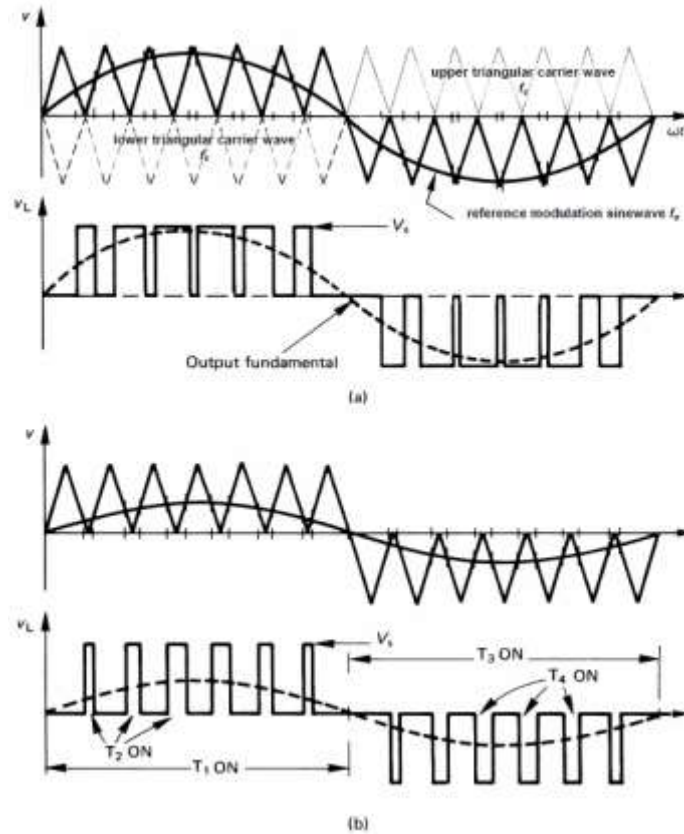 v
upper triangular carrier wave
f_c
lower triangular carrier wave
f_c
ωt
reference modulation sinewave f_o
v_L
V_s
Output fundamental
(a)
v
v_L
V_s
T_3 ON
T_4 ON
T_2 ON
T_1 ON
(b)